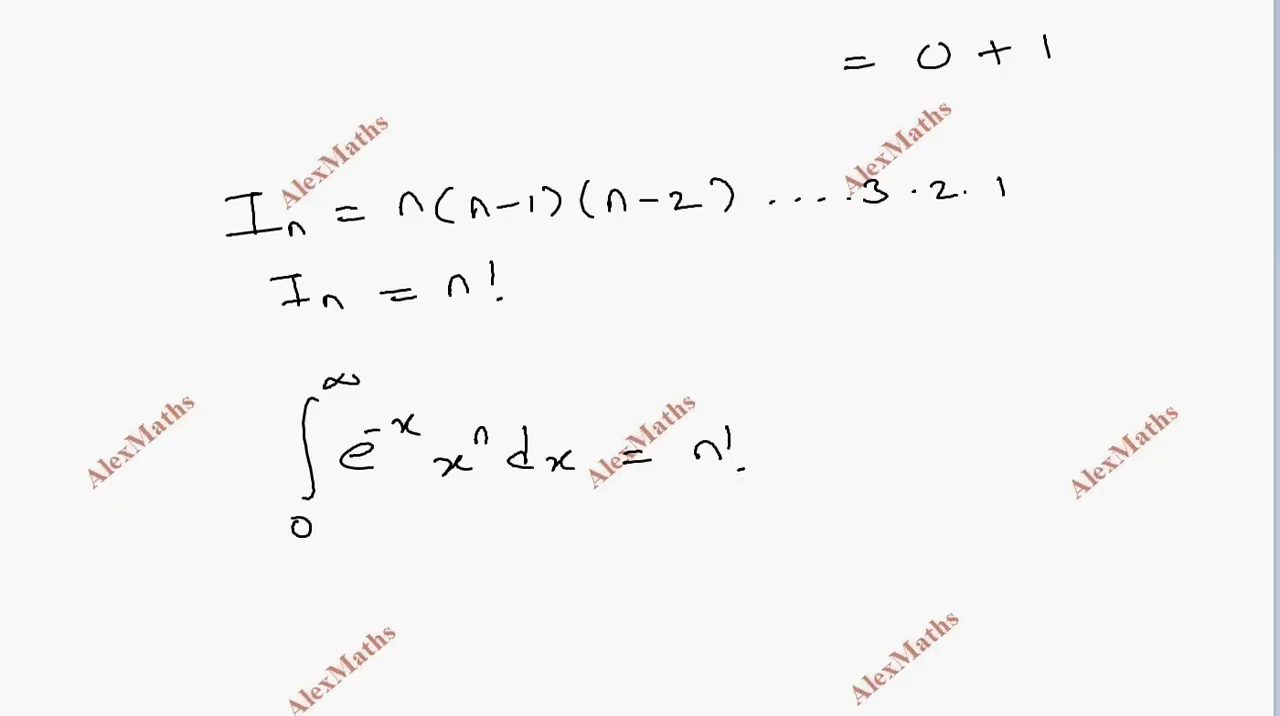 = 0 + 1
AlexMaths AlexMaths
Iₙ = n(n-1)(n-2) .....3.2.1
Iₙ = n!
∞
∫ e⁻ˣ xⁿ dx = n!
0
AlexMaths AlexMaths AlexMaths
AlexMaths AlexMaths